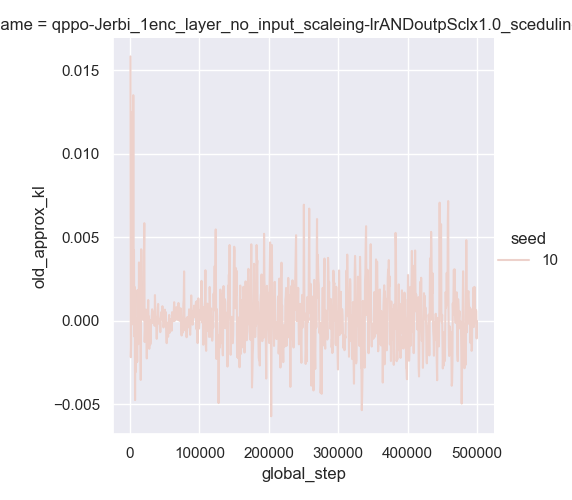 ame = qppo-Jerbi_1enc_layer_no_input_scaleing-lrANDoutpSclx1.0_scedulin
0.015
0.010
0.005
0.000
−0.005
old_approx_kl
0 100000 200000 300000 400000 500000
global_step
seed
10